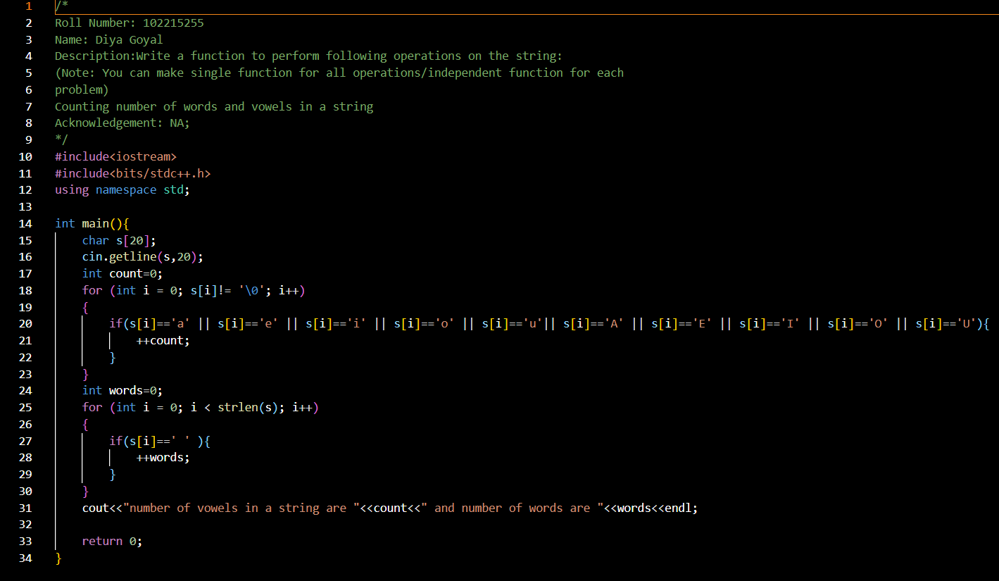 1 /*
2 Roll Number: 102215255
3 Name: Diya Goyal
4 Description:Write a function to perform following operations on the string:
5 (Note: You can make single function for all operations/independent function for each
6 problem)
7 Counting number of words and vowels in a string
8 Acknowledgement: NA;
9 */
10 #include<iostream>
11 #include<bits/stdc++.h>
12 using namespace std;
13
14 int main(){
15     char s[20];
16     cin.getline(s,20);
17     int count=0;
18     for (int i = 0; s[i]!= '\0'; i++)
19     {
20         if(s[i]=='a' || s[i]=='e' || s[i]=='i' || s[i]=='o' || s[i]=='u'|| s[i]=='A' || s[i]=='E' || s[i]=='I' || s[i]=='O' || s[i]=='U'){
21             ++count;
22         }
23     }
24     int words=0;
25     for (int i = 0; i < strlen(s); i++)
26     {
27         if(s[i]==' ' ){
28             ++words;
29         }
30     }
31     cout<<"number of vowels in a string are "<<count<<" and number of words are "<<words<<endl;
32
33     return 0;
34 }